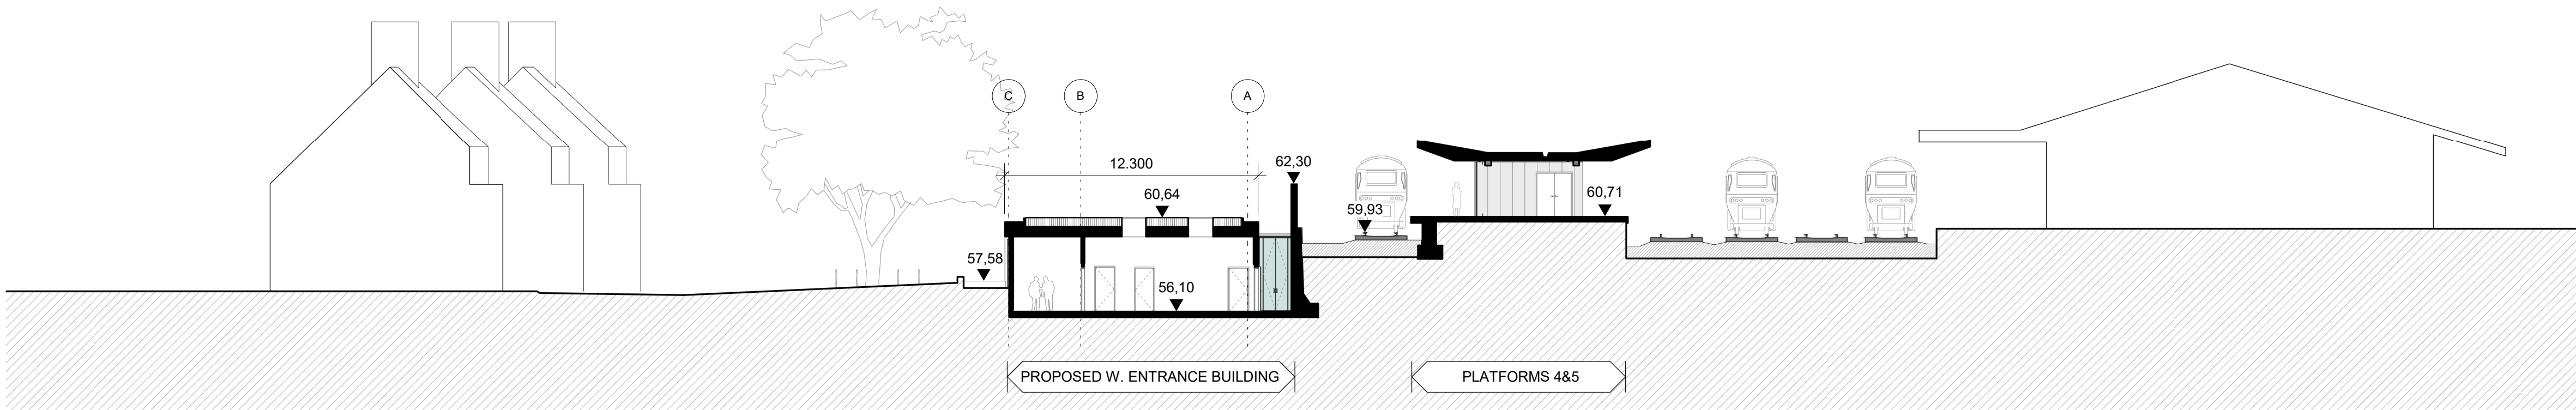 C
B
A
12.300
62,30
60,64
60,71
59,93
57,58
56,10
PROPOSED W. ENTRANCE BUILDING
PLATFORMS 4&5